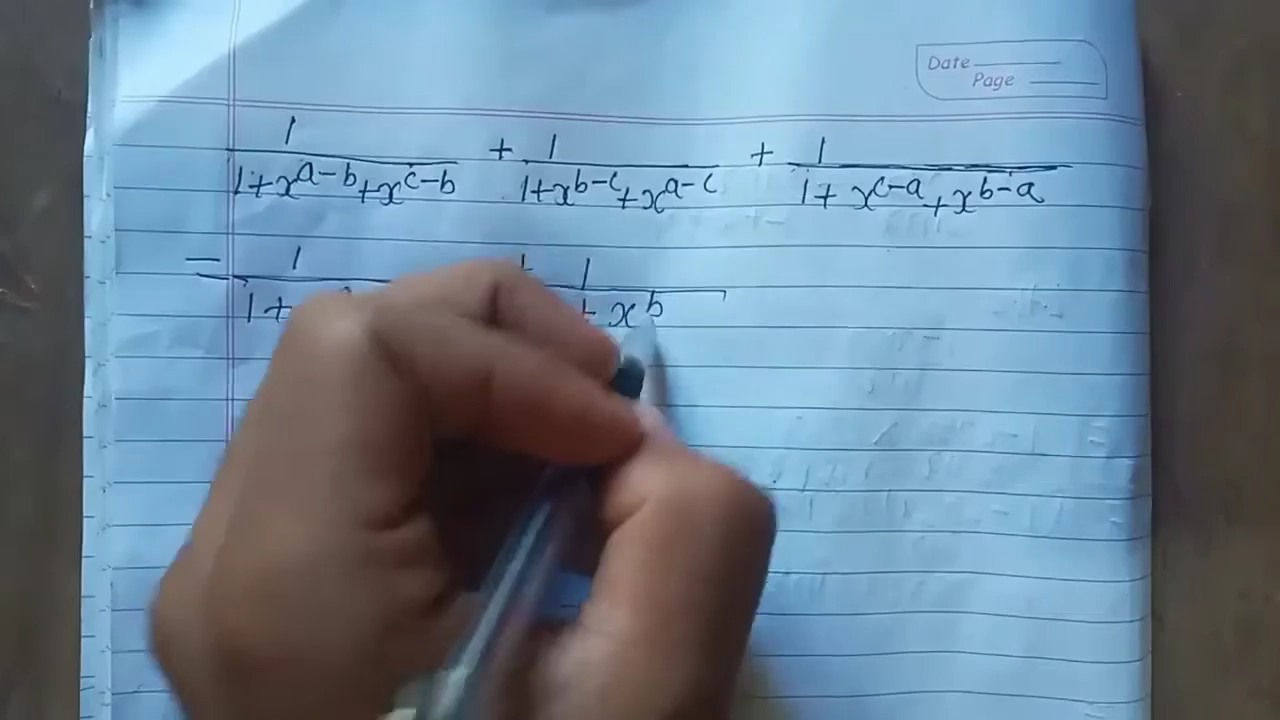 Date
Page
1/(1+x^(a-b)+x^(c-b)) + 1/(1+x^(b-c)+x^(a-c)) + 1/(1+x^(c-a)+x^(b-a))
= 1/(1+ + 1/(+x^b